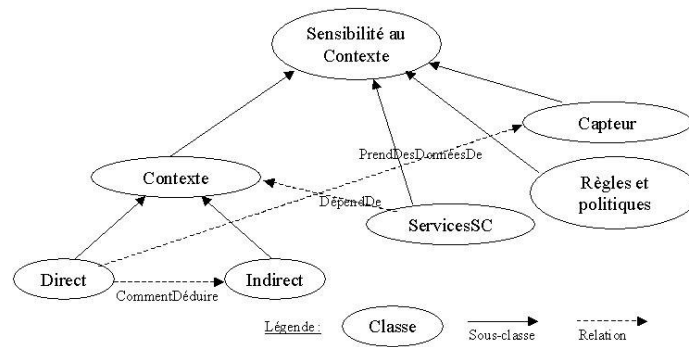 Sensibilité au
Contexte
Capteur
PrendDesDonnéesDe
Contexte
Règles et
politiques
DépendDe
ServicesSC
Direct
Indirect
CommentDéduire
Légende :
Classe
Sous-classe
Relation